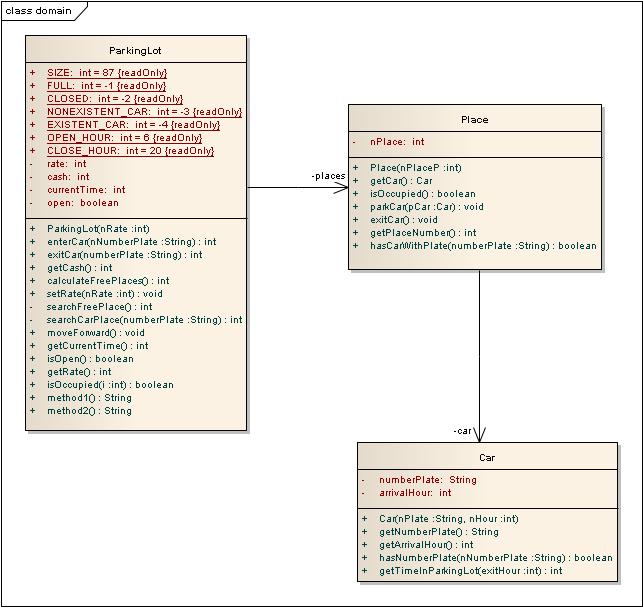 class domain
ParkingLot
+ SIZE: int = 87 {readOnly}
+ FULL: int = -1 {readOnly}
+ CLOSED: int = -2 {readOnly}
+ NONEXISTENT_CAR: int = -3 {readOnly}
+ EXISTENT_CAR: int = -4 {readOnly}
+ OPEN_HOUR: int = 6 {readOnly}
+ CLOSE_HOUR: int = 20 {readOnly}
- rate: int
- cash: int
- currentTime: int
- open: boolean
+ ParkingLot(nRate :int)
+ enterCar(nNumberPlate :String) : int
+ exitCar(numberPlate :String) : int
+ getCash() : int
+ calculateFreePlaces() : int
+ setRate(nRate :int) : void
- searchFreePlace() : int
- searchCarPlace(numberPlate :String) : int
+ moveForward() : void
+ getCurrentTime() : int
+ isOpen() : boolean
+ getRate() : int
+ isOccupied(i :int) : boolean
+ method1() : String
+ method2() : String
-places
Place
- nPlace: int
+ Place(nPlaceP :int)
+ getCar() : Car
+ isOccupied() : boolean
+ parkCar(pCar :Car) : void
+ exitCar() : void
+ getPlaceNumber() : int
+ hasCarWithPlate(numberPlate :String) : boolean
-car
Car
- numberPlate: String
- arrivalHour: int
+ Car(nPlate :String, nHour :int)
+ getNumberPlate() : String
+ getArrivalHour() : int
+ hasNumberPlate(nNumberPlate :String) : boolean
+ getTimeInParkingLot(exitHour :int) : int